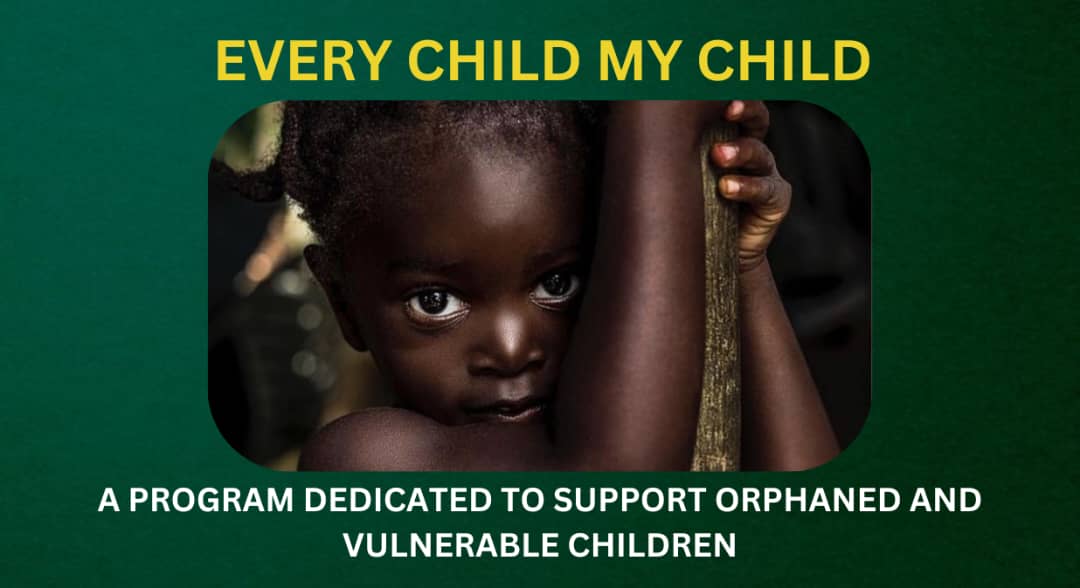 EVERY CHILD MY CHILD
A PROGRAM DEDICATED TO SUPPORT ORPHANED AND
VULNERABLE CHILDREN